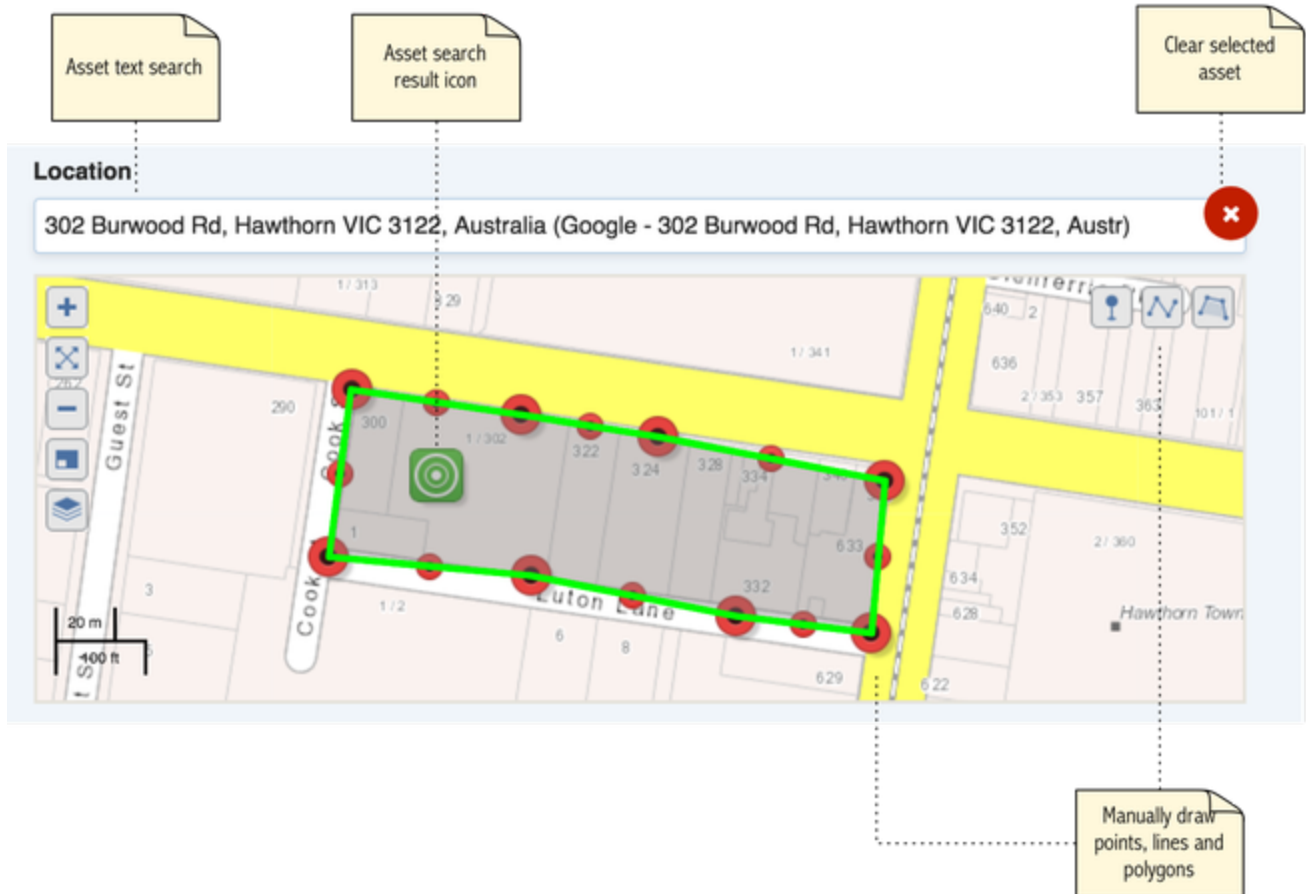 Asset text search
Asset search
result icon
Clear selected
asset
Location
302 Burwood Rd, Hawthorn VIC 3122, Australia (Google - 302 Burwood Rd, Hawthorn VIC 3122, Austr)
1 / 313
29
1 / 341
640
2
636
2 / 353
357
363
101 / 1
290
Guest St
300
1 / 302
322
324
328
334
1
633
332
352
2 / 360
634
628
Hawthorn Town
3
Cook
1 / 2
Luton Lane
6
8
629
622
20 m
100 ft
Manually draw
points, lines and
polygons